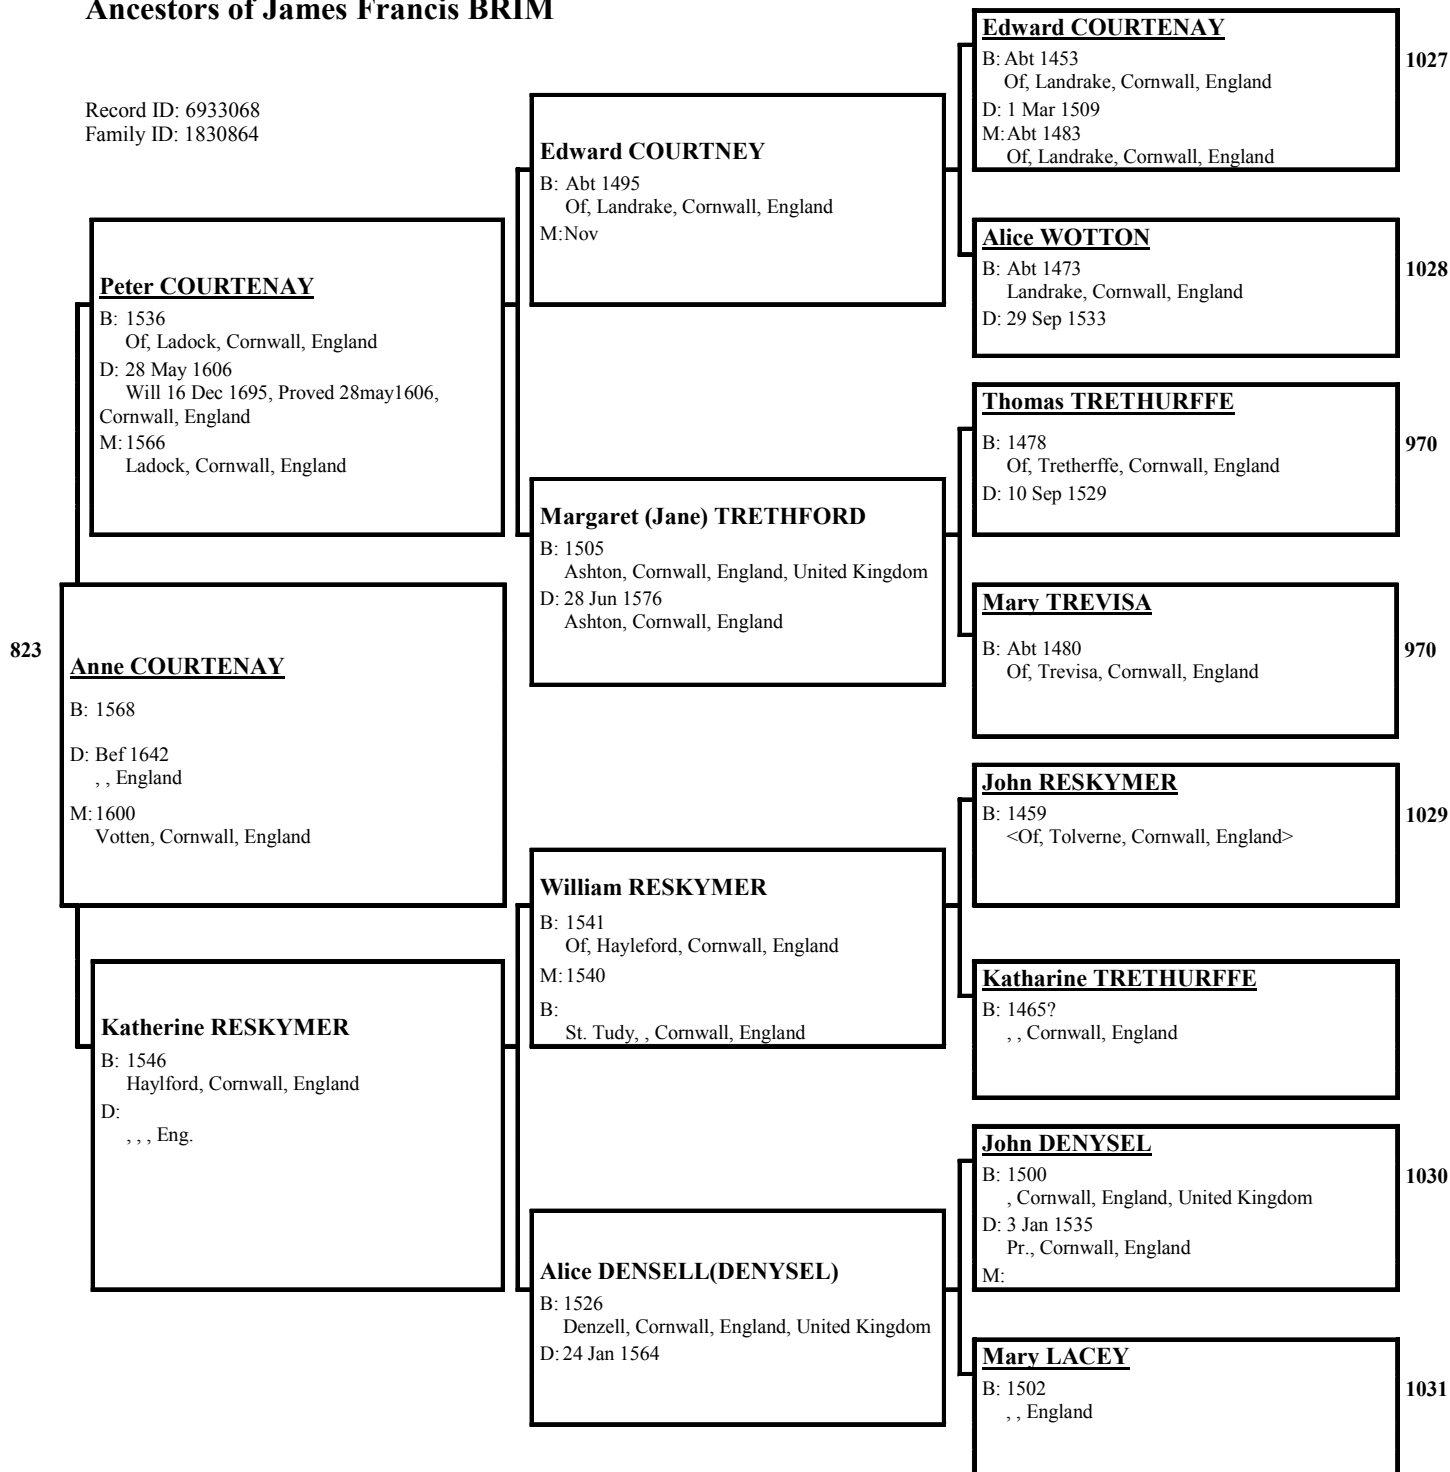 Ancestors of James Francis BRIM
Record ID: 6933068
Family ID: 1830864
823
Anne COURTENAY
B: 1568
D: Bef 1642
, , England
M: 1600
Votten, Cornwall, England
Peter COURTENAY
B: 1536
Of, Ladock, Cornwall, England
D: 28 May 1606
Will 16 Dec 1695, Proved 28may1606,
Cornwall, England
M: 1566
Ladock, Cornwall, England
Katherine RESKYMER
B: 1546
Haylford, Cornwall, England
D:
, , , Eng.
Edward COURTNEY
B: Abt 1495
Of, Landrake, Cornwall, England
M:Nov
Margaret (Jane) TRETHFORD
B: 1505
Ashton, Cornwall, England, United Kingdom
D: 28 Jun 1576
Ashton, Cornwall, England
William RESKYMER
B: 1541
Of, Hayleford, Cornwall, England
M: 1540
B:
St. Tudy, , Cornwall, England
Alice DENSELL(DENYSEL)
B: 1526
Denzell, Cornwall, England, United Kingdom
D: 24 Jan 1564
Edward COURTENAY
B: Abt 1453
Of, Landrake, Cornwall, England
D: 1 Mar 1509
M: Abt 1483
Of, Landrake, Cornwall, England
1027
Alice WOTTON
B: Abt 1473
Landrake, Cornwall, England
D: 29 Sep 1533
1028
Thomas TRETHURFFE
B: 1478
Of, Tretherffe, Cornwall, England
D: 10 Sep 1529
970
Mary TREVISA
B: Abt 1480
Of, Trevisa, Cornwall, England
970
John RESKYMER
B: 1459
<Of, Tolverne, Cornwall, England>
1029
Katharine TRETHURFFE
B: 1465?
, , Cornwall, England
John DENYSEL
B: 1500
, Cornwall, England, United Kingdom
D: 3 Jan 1535
Pr., Cornwall, England
M:
1030
Mary LACEY
B: 1502
, , England
1031